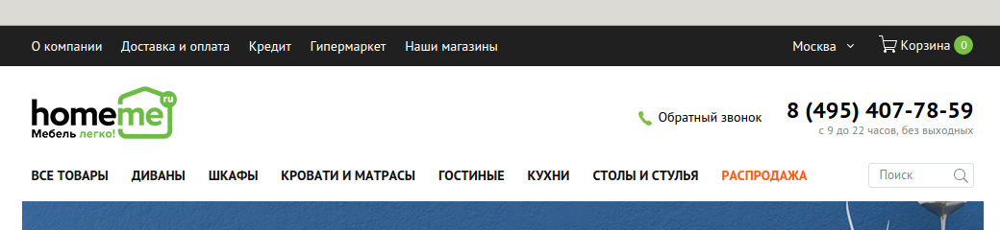 О компании Доставка и оплата Кредит Гипермаркет Наши магазины Москва Корзина 0
homeme ru
Мебель легко!
Обратный звонок 8 (495) 407-78-59
с 9 до 22 часов, без выходных
ВСЕ ТОВАРЫ ДИВАНЫ ШКАФЫ КРОВАТИ И МАТРАСЫ ГОСТИНЫЕ КУХНИ СТОЛЫ И СТУЛЬЯ РАСПРОДАЖА Поиск